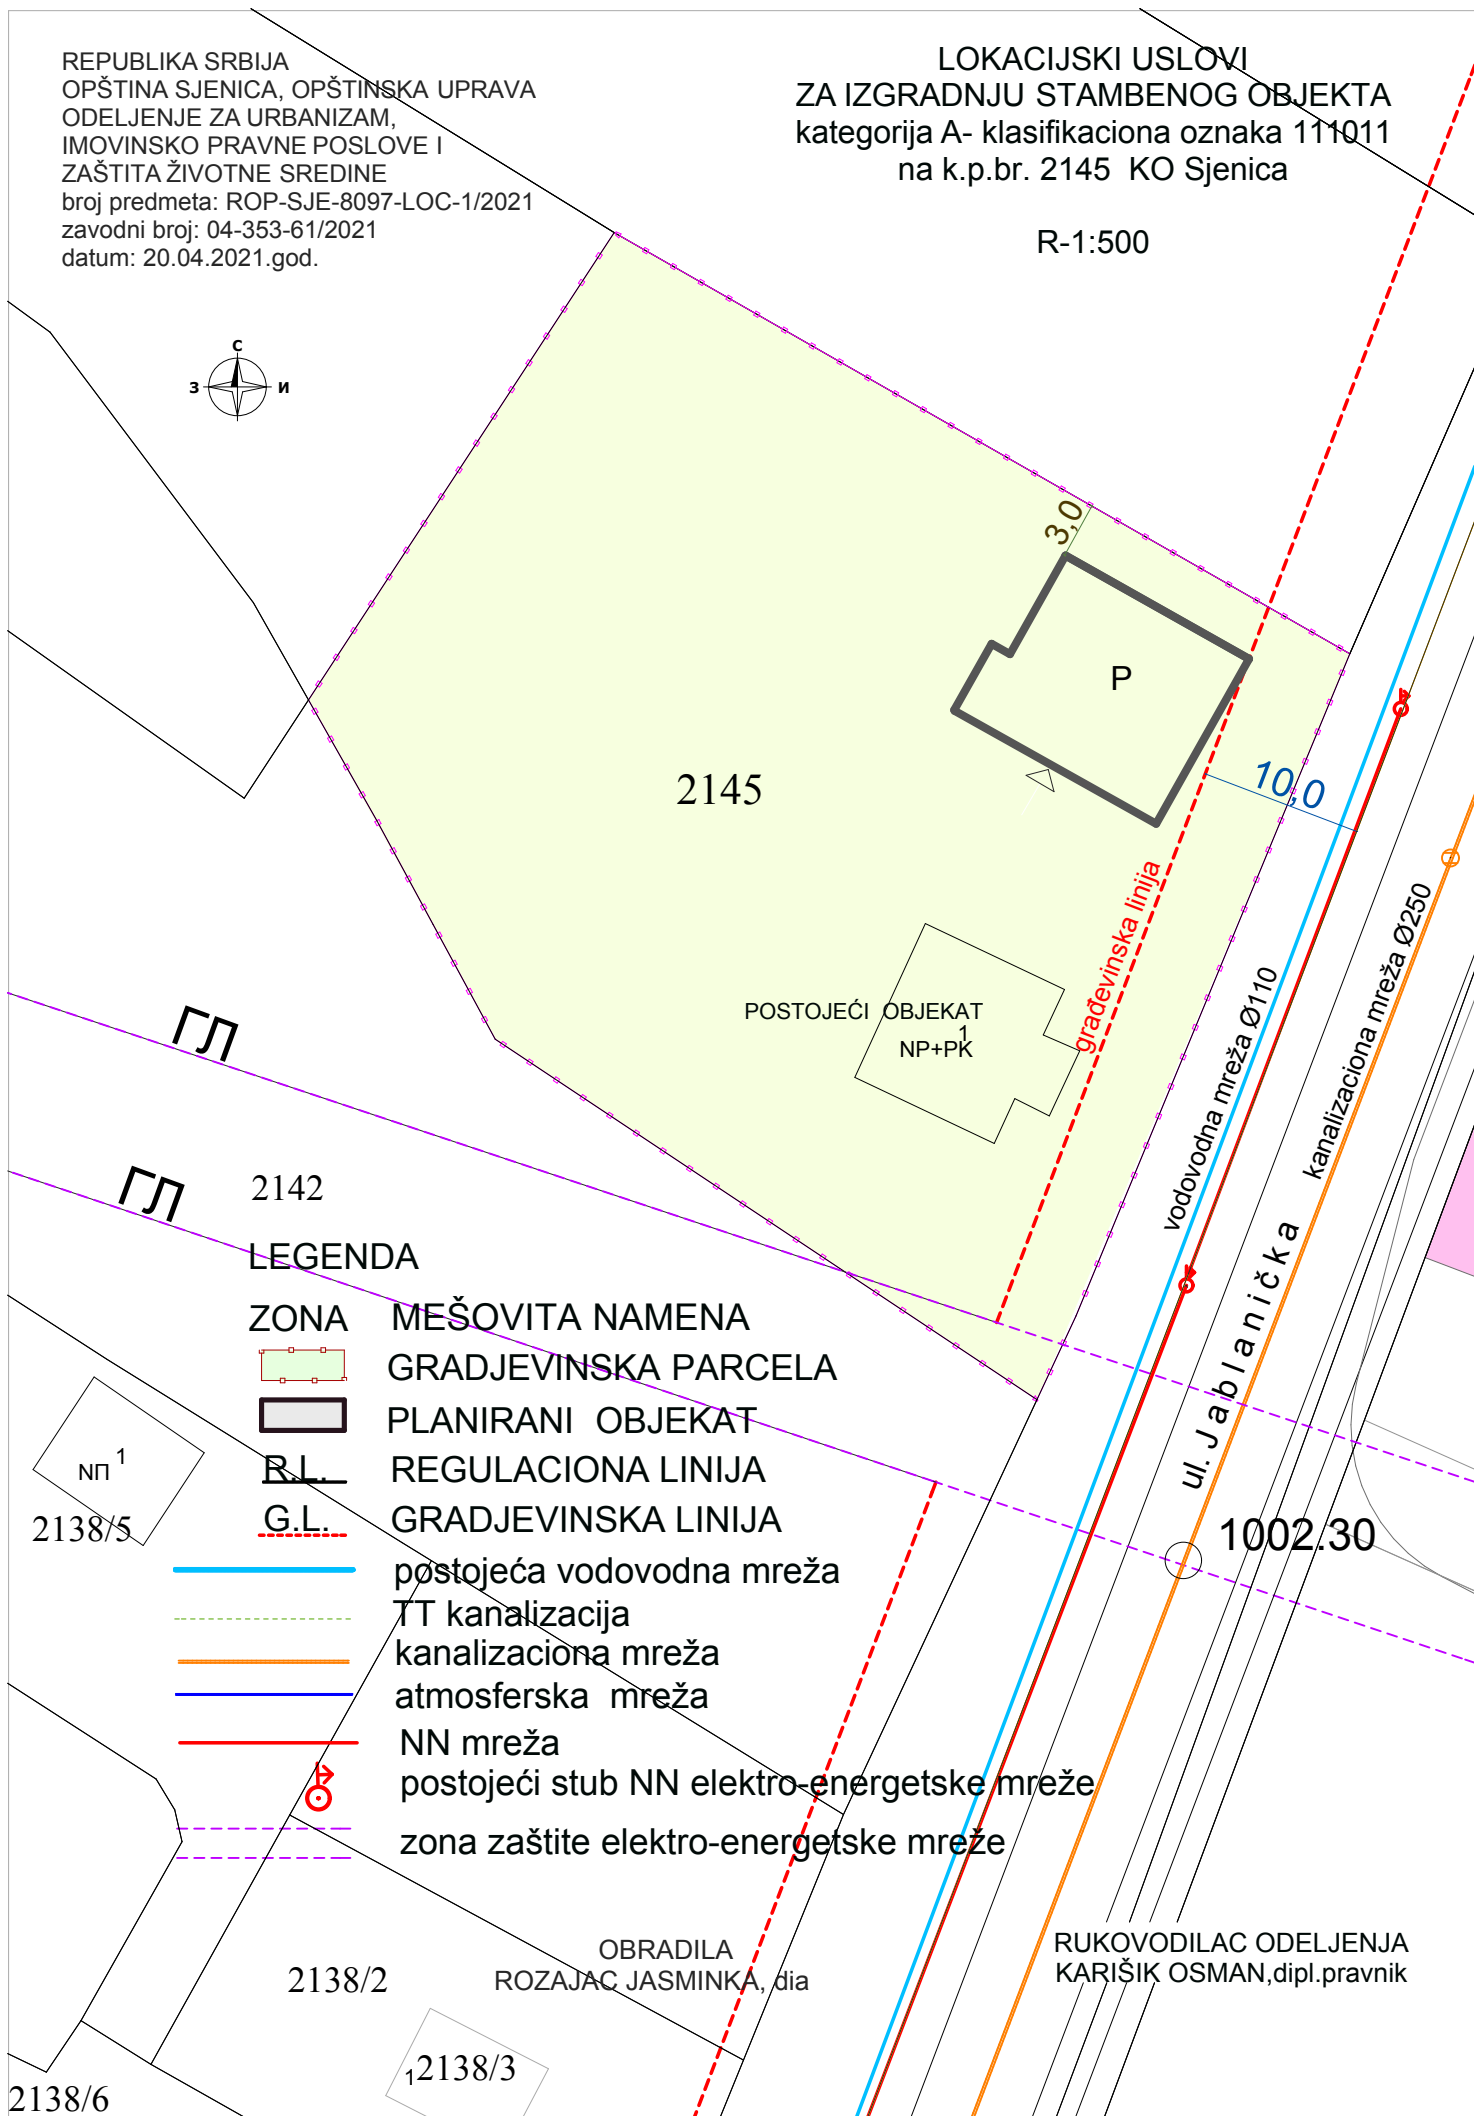 REPUBLIKA SRBIJA
OPŠTINA SJENICA, OPŠTINSKA UPRAVA
ODELJENJE ZA URBANIZAM,
IMOVINSKO PRAVNE POSLOVE I
ZAŠTITA ŽIVOTNE SREDINE
broj predmeta: ROP-SJE-8097-LOC-1/2021
zavodni broj: 04-353-61/2021
datum: 20.04.2021.god.
LOKACIJSKI USLOVI
ZA IZGRADNJU STAMBENOG OBJEKTA
kategorija A- klasifikaciona oznaka 111011
na k.p.br. 2145 KO Sjenica
R-1:500
С
З И
3,0
P
2145
10,0
građevinska linija
POSTOJEĆI OBJEKAT
1
NP+PK
vodovodna mreža Ø110
kanalizaciona mreža Ø250
ul. Jablanička
1002.30
ГЛ
ГЛ
2142
LEGENDA
ZONA MEŠOVITA NAMENA
GRADJEVINSKA PARCELA
PLANIRANI OBJEKAT
R.L. REGULACIONA LINIJA
G.L. GRADJEVINSKA LINIJA
postojeća vodovodna mreža
TT kanalizacija
kanalizaciona mreža
atmosferska mreža
NN mreža
postojeći stub NN elektro-energetske mreže
zona zaštite elektro-energetske mreže
NП 1
2138/5
OBRADILA
ROZAJAC JASMINKA, dia
RUKOVODILAC ODELJENJA
KARIŠIK OSMAN,dipl.pravnik
2138/2
1 2138/3
2138/6